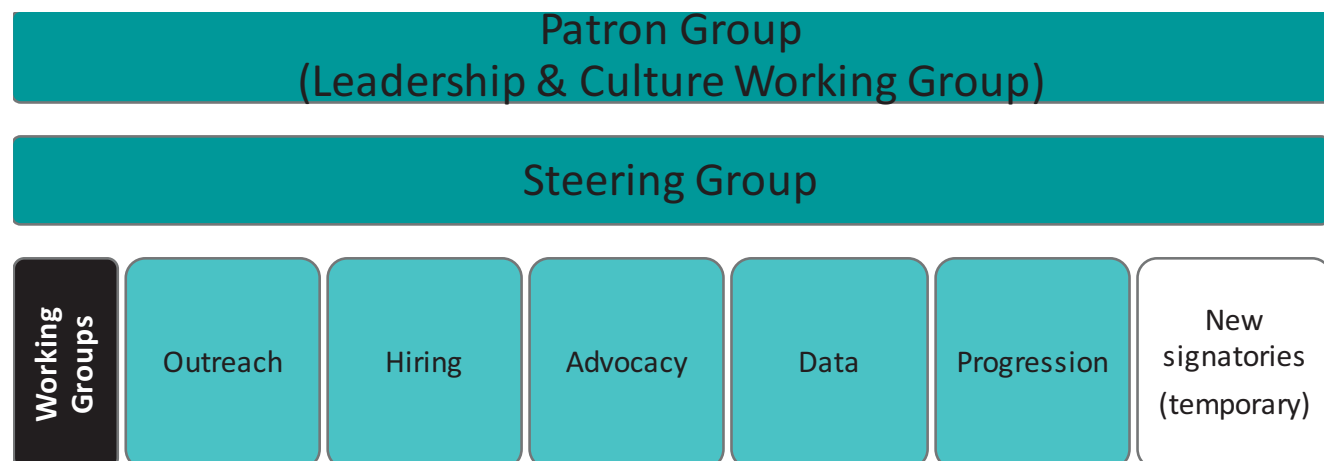 Patron Group
(Leadership & Culture Working Group)
Steering Group
Working
Groups
Outreach
Hiring
Advocacy
Data
Progression
New
signatories
(temporary)